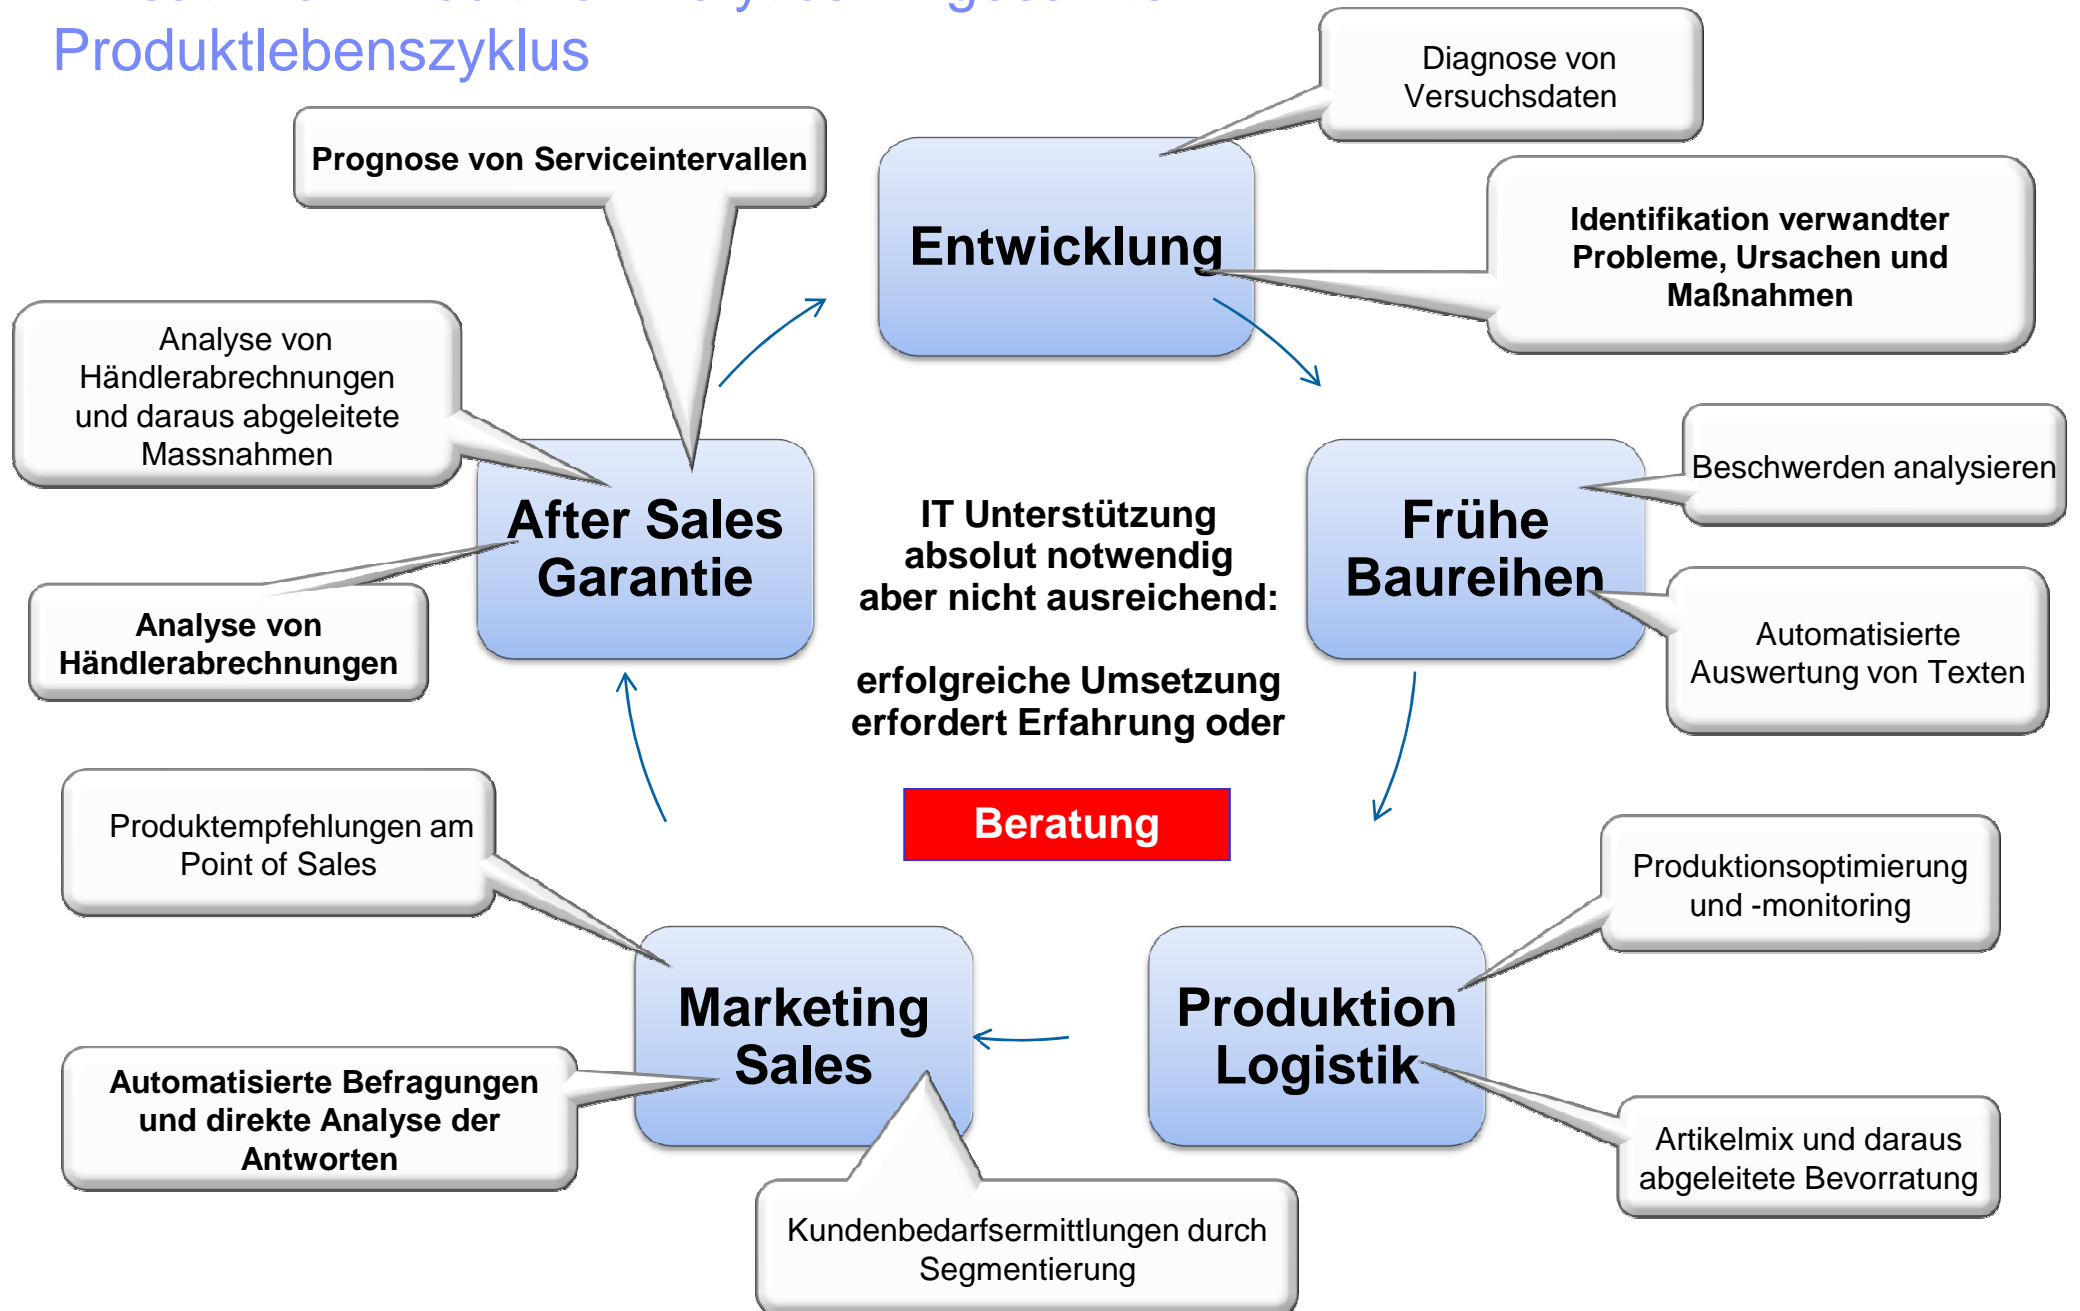 Produktlebenszyklus
Diagnose von
Versuchsdaten
Prognose von Serviceintervallen
Entwicklung
Identifikation verwandter
Probleme, Ursachen und
Maßnahmen
Analyse von
Händlerabrechnungen
und daraus abgeleitete
Massnahmen
Beschwerden analysieren
After Sales
Garantie
IT Unterstützung
absolut notwendig
aber nicht ausreichend:
erfolgreiche Umsetzung
erfordert Erfahrung oder
Beratung
Frühe
Baureihen
Analyse von
Händlerabrechnungen
Automatisierte
Auswertung von Texten
Produktempfehlungen am
Point of Sales
Produktionsoptimierung
und -monitoring
Marketing
Sales
Produktion
Logistik
Automatisierte Befragungen
und direkte Analyse der
Antworten
Artikelmix und daraus
abgeleitete Bevorratung
Kundenbedarfsermittlungen durch
Segmentierung